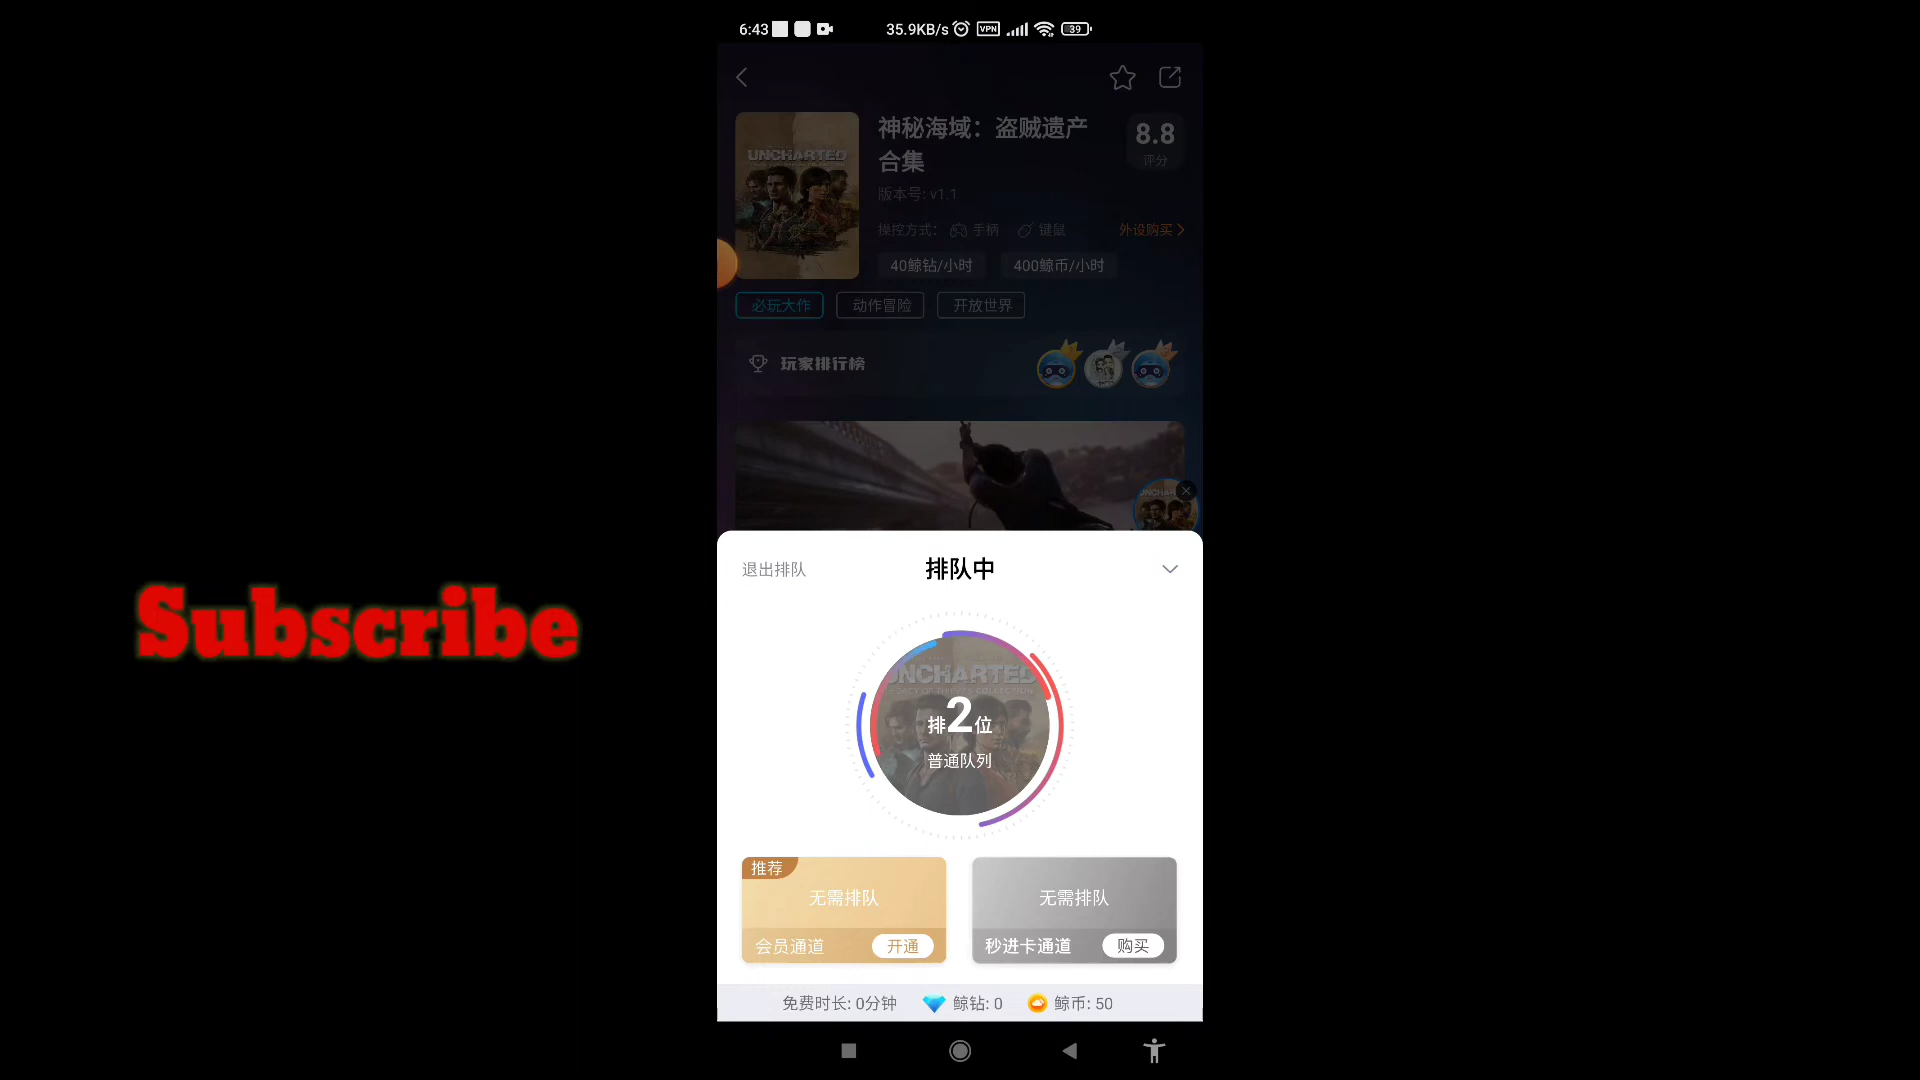 6:43
35.9KB/s
VPN
39
神秘海域：盗贼遗产
合集
8.8
评分
版本号: v1.1
操控方式:
手柄
键鼠
外设购买
40鲸钻/小时
400鲸币/小时
UNCHARTED
必玩大作
动作冒险
开放世界
玩家排行榜
退出排队
排队中
UNCHARTED
LEGACY OF THIEVES COLLECTION
排2位
普通队列
Subscribe
推荐
无需排队
会员通道
开通
无需排队
秒进卡通道
购买
免费时长: 0分钟
鲸钻: 0
鲸币: 50